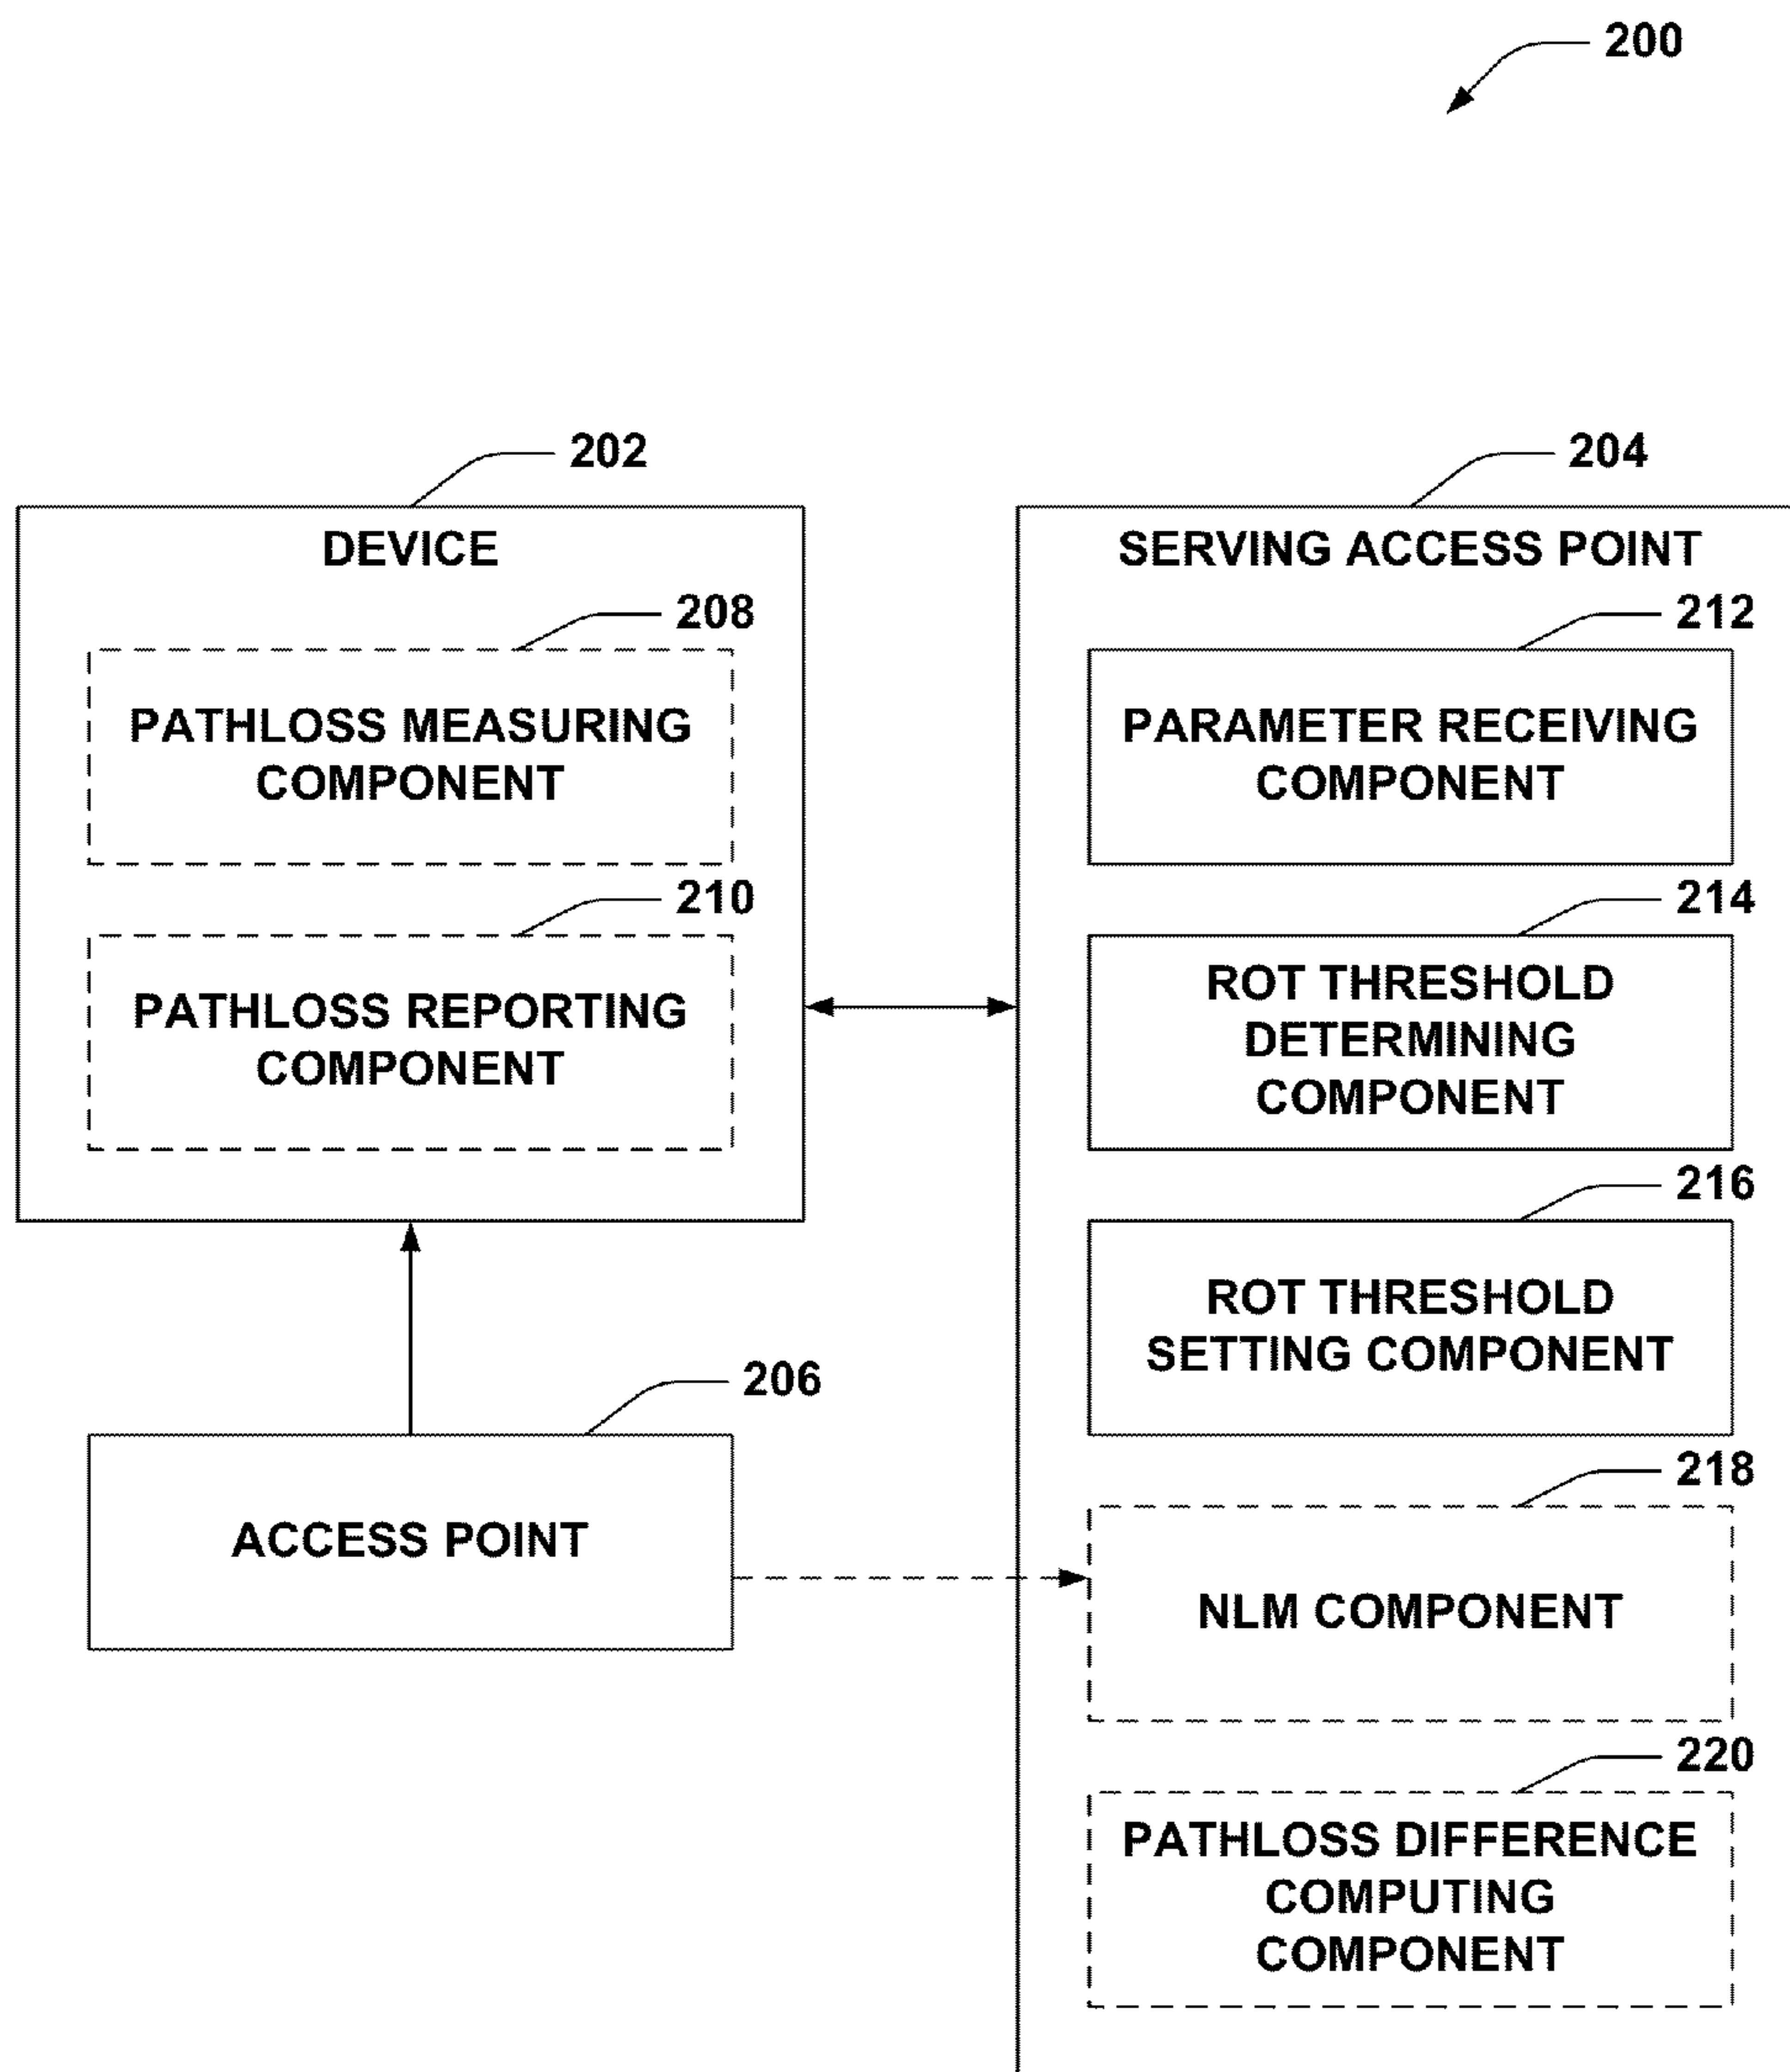 200
202
DEVICE
208
PATHLOSS MEASURING
COMPONENT
210
PATHLOSS REPORTING
COMPONENT
206
ACCESS POINT
204
SERVING ACCESS POINT
212
PARAMETER RECEIVING
COMPONENT
214
ROT THRESHOLD
DETERMINING
COMPONENT
216
ROT THRESHOLD
SETTING COMPONENT
218
NLM COMPONENT
220
PATHLOSS DIFFERENCE
COMPUTING
COMPONENT